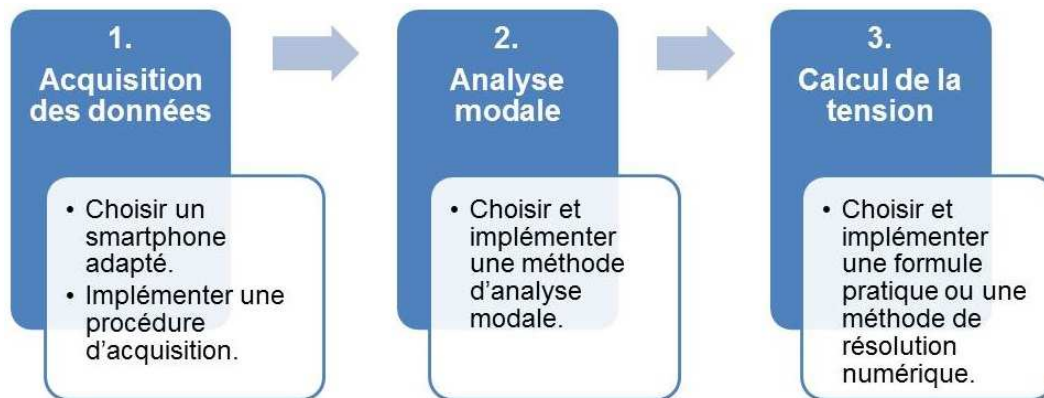 1.
Acquisition
des données
• Choisir un
smartphone
adapté.
• Implémenter une
procédure
d'acquisition.
2.
Analyse
modale
• Choisir et
implémenter
une méthode
d'analyse
modale.
3.
Calcul de la
tension
• Choisir et
implémenter
une formule
pratique ou une
méthode de
résolution
numérique.